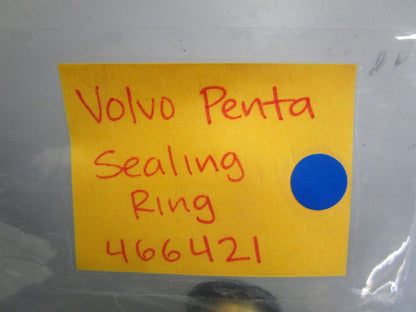 Volvo Penta
Sealing
Ring
466421